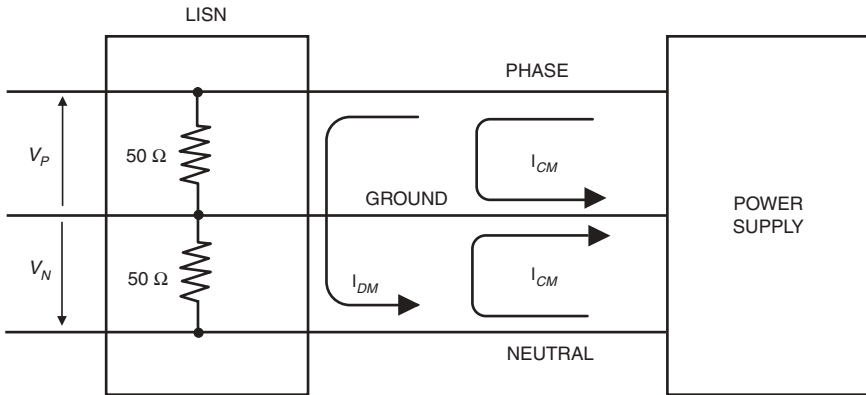 LISN
PHASE
V_P
50 Ω
I_CM
GROUND
POWER
SUPPLY
V_N
50 Ω
I_DM
I_CM
NEUTRAL